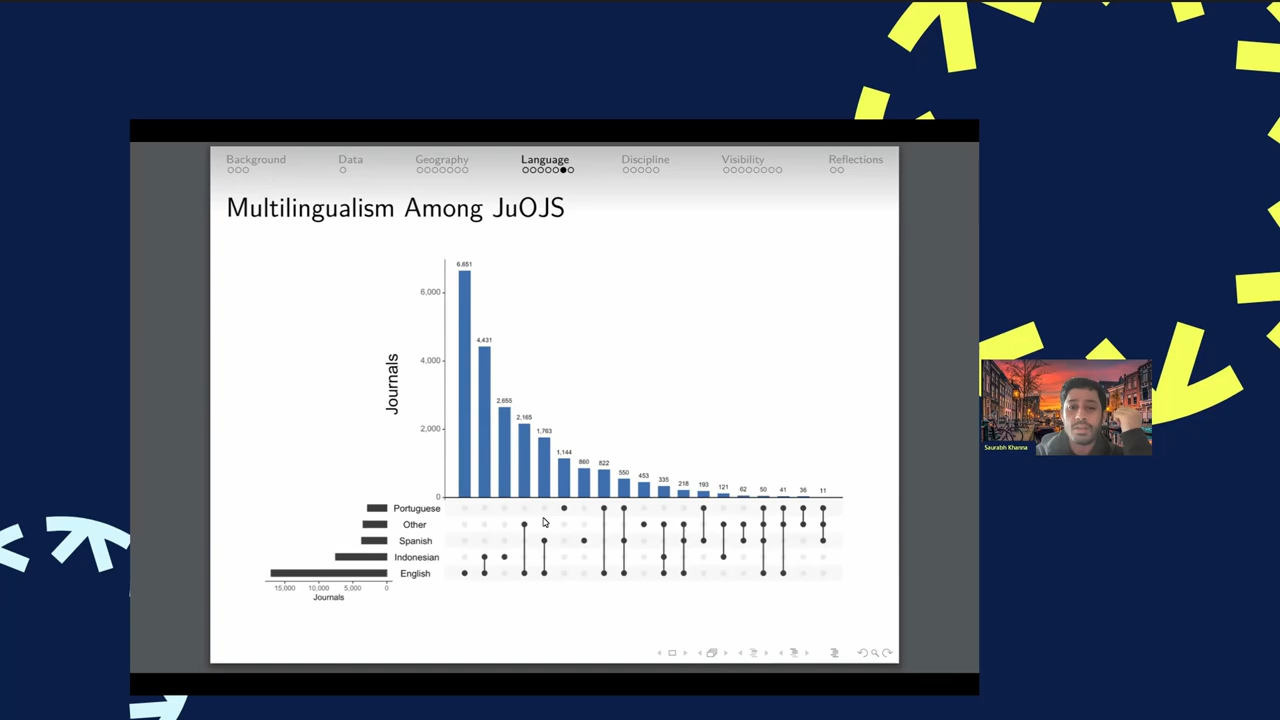 Background Data Geography Language Discipline Visibility Reflections
Multilingualism Among JuOJS
6,651
6,000
4,431
4,000
2,655
2,165
2,000
1,763
1,144
860
822
550
453
335
218
193
121
62
50
41
36
11
0
Journals
Portuguese
Other
Spanish
Indonesian
English
15,000 10,000 5,000 0
Journals
Saurabh Khanna